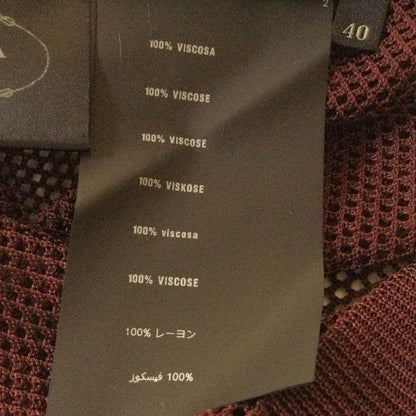 40
100% VISCOSA
100% VISCOSE
100% VISCOSE
100% VISKOSE
100% viscosa
100% VISCOSE
100% レーヨン
100% فيسكوز